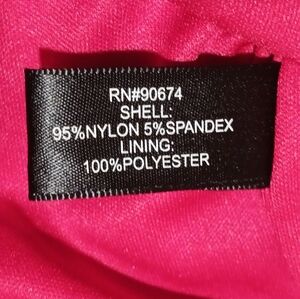 RN#90674
SHELL:
95%NYLON 5%SPANDEX
LINING:
100%POLYESTER